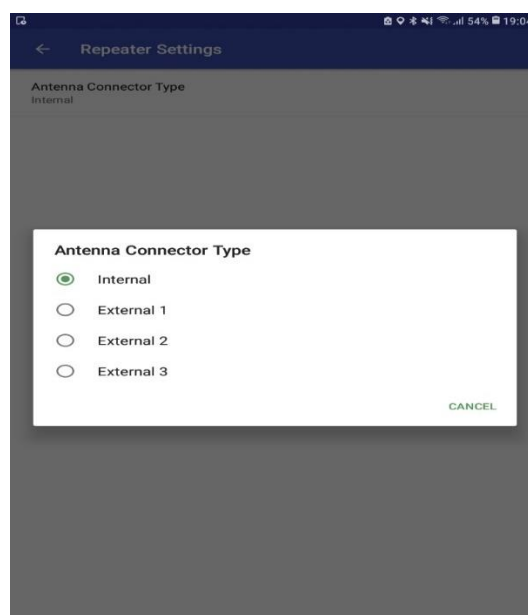 54% 19:04
Repeater Settings
Antenna Connector Type
Internal
Antenna Connector Type
Internal
External 1
External 2
External 3
CANCEL